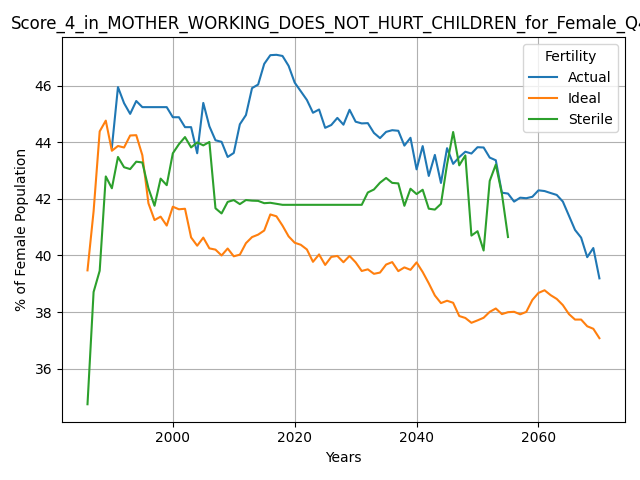 Score_4_in_MOTHER_WORKING_DOES_NOT_HURT_CHILDREN_for_Female_Q4
Fertility
Actual
Ideal
Sterile
% of Female Population
46
44
42
40
38
36
2000
2020
2040
2060
Years